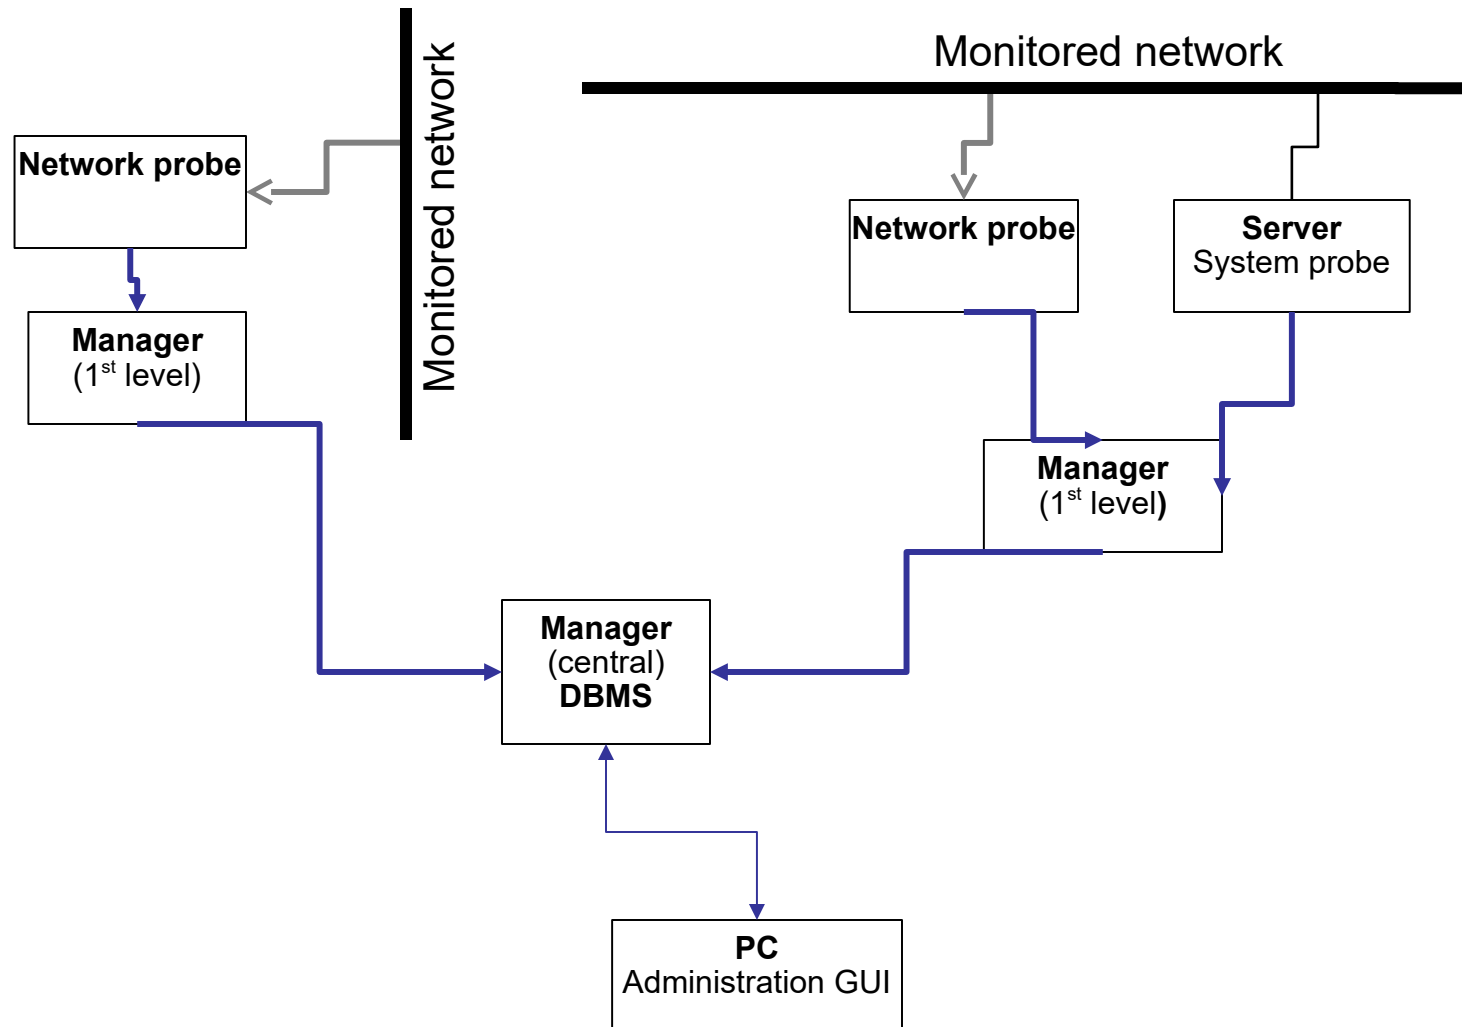 Monitored network
Monitored network
Network probe
Network probe
Server
System probe
Manager
(1st level)
Manager
(1st level)
Manager
(central)
DBMS
PC
Administration GUI